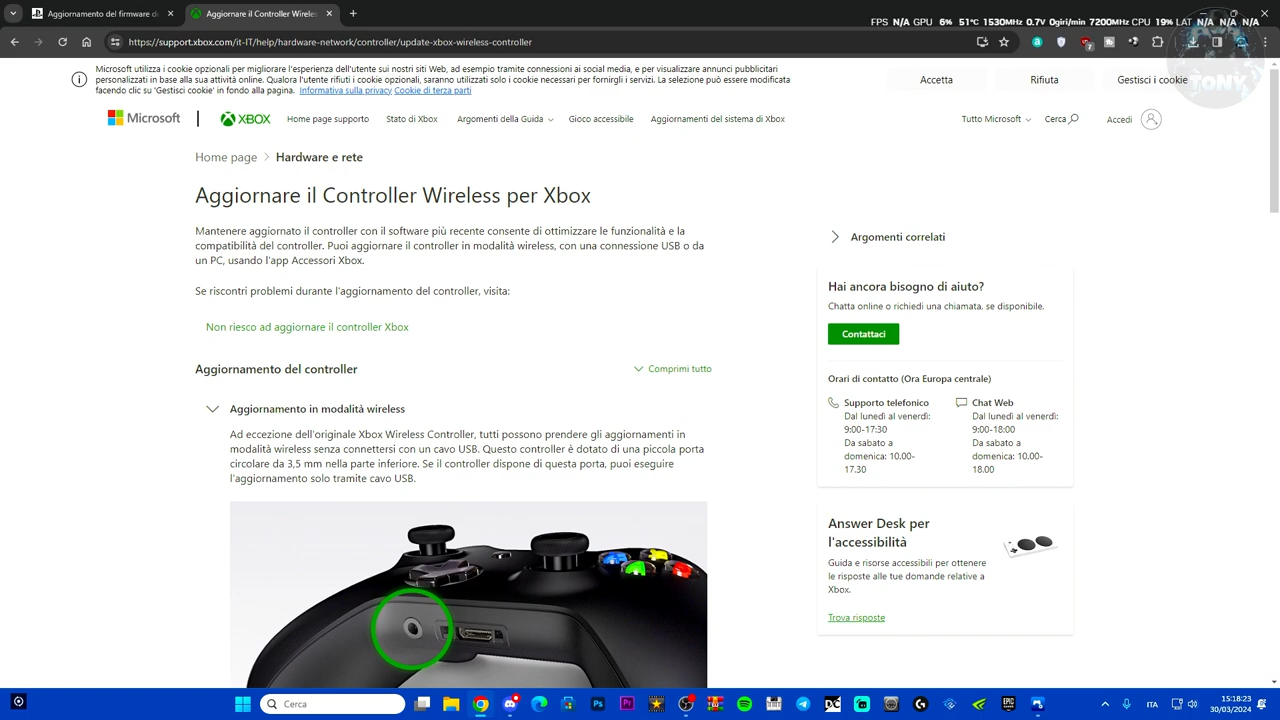 Aggiornamento del firmware di
Aggiornare il Controller Wireles
FPS N/A GPU 6% 51°C 1530MHz 0.7V 0giri/min 7200MHz CPU 19% LAT N/A N/A N/A
https://support.xbox.com/it-IT/help/hardware-network/controller/update-xbox-wireless-controller
TONY
Microsoft utilizza i cookie opzionali per migliorare l'esperienza dell'utente sui nostri siti Web, ad esempio tramite connessioni ai social media, e per visualizzare annunci pubblicitari
personalizzati in base alla sua attività online. Qualora l'utente rifiuti i cookie opzionali, saranno utilizzati solo i cookie necessari per fornirgli i servizi. La selezione può essere modificata
facendo clic su 'Gestisci cookie' in fondo alla pagina. Informativa sulla privacy Cookie di terza parti
Accetta Rifiuta Gestisci i cookie
Microsoft XBOX Home page supporto Stato di Xbox Argomenti della Guida Gioco accessibile Aggiornamenti del sistema di Xbox Tutto Microsoft Cerca Accedi
Home page Hardware e rete
Aggiornare il Controller Wireless per Xbox
Mantenere aggiornato il controller con il software più recente consente di ottimizzare le funzionalità e la
compatibilità del controller. Puoi aggiornare il controller in modalità wireless, con una connessione USB o da
un PC, usando l'app Accessori Xbox.
Se riscontri problemi durante l'aggiornamento del controller, visita:
Non riesco ad aggiornare il controller Xbox
Aggiornamento del controller Comprimi tutto
Aggiornamento in modalità wireless
Ad eccezione dell'originale Xbox Wireless Controller, tutti possono prendere gli aggiornamenti in
modalità wireless senza connettersi con un cavo USB. Questo controller è dotato di una piccola porta
circolare da 3,5 mm nella parte inferiore. Se il controller dispone di questa porta, puoi eseguire
l'aggiornamento solo tramite cavo USB.
Argomenti correlati
Hai ancora bisogno di aiuto?
Chatta online o richiedi una chiamata, se disponibile.
Contattaci
Orari di contatto (Ora Europa centrale)
Supporto telefonico
Dal lunedì al venerdì:
9:00-17:30
Da sabato a
domenica: 10.00-
17.30
Chat Web
Dal lunedì al venerdì:
9:00-18:00
Da sabato a
domenica: 10.00-
18.00
Answer Desk per
l'accessibilità
Guida e risorse accessibili per ottenere
le risposte alle tue domande relative a
Xbox.
Trova risposte
Cerca
ITA
15:18:23
30/03/2024